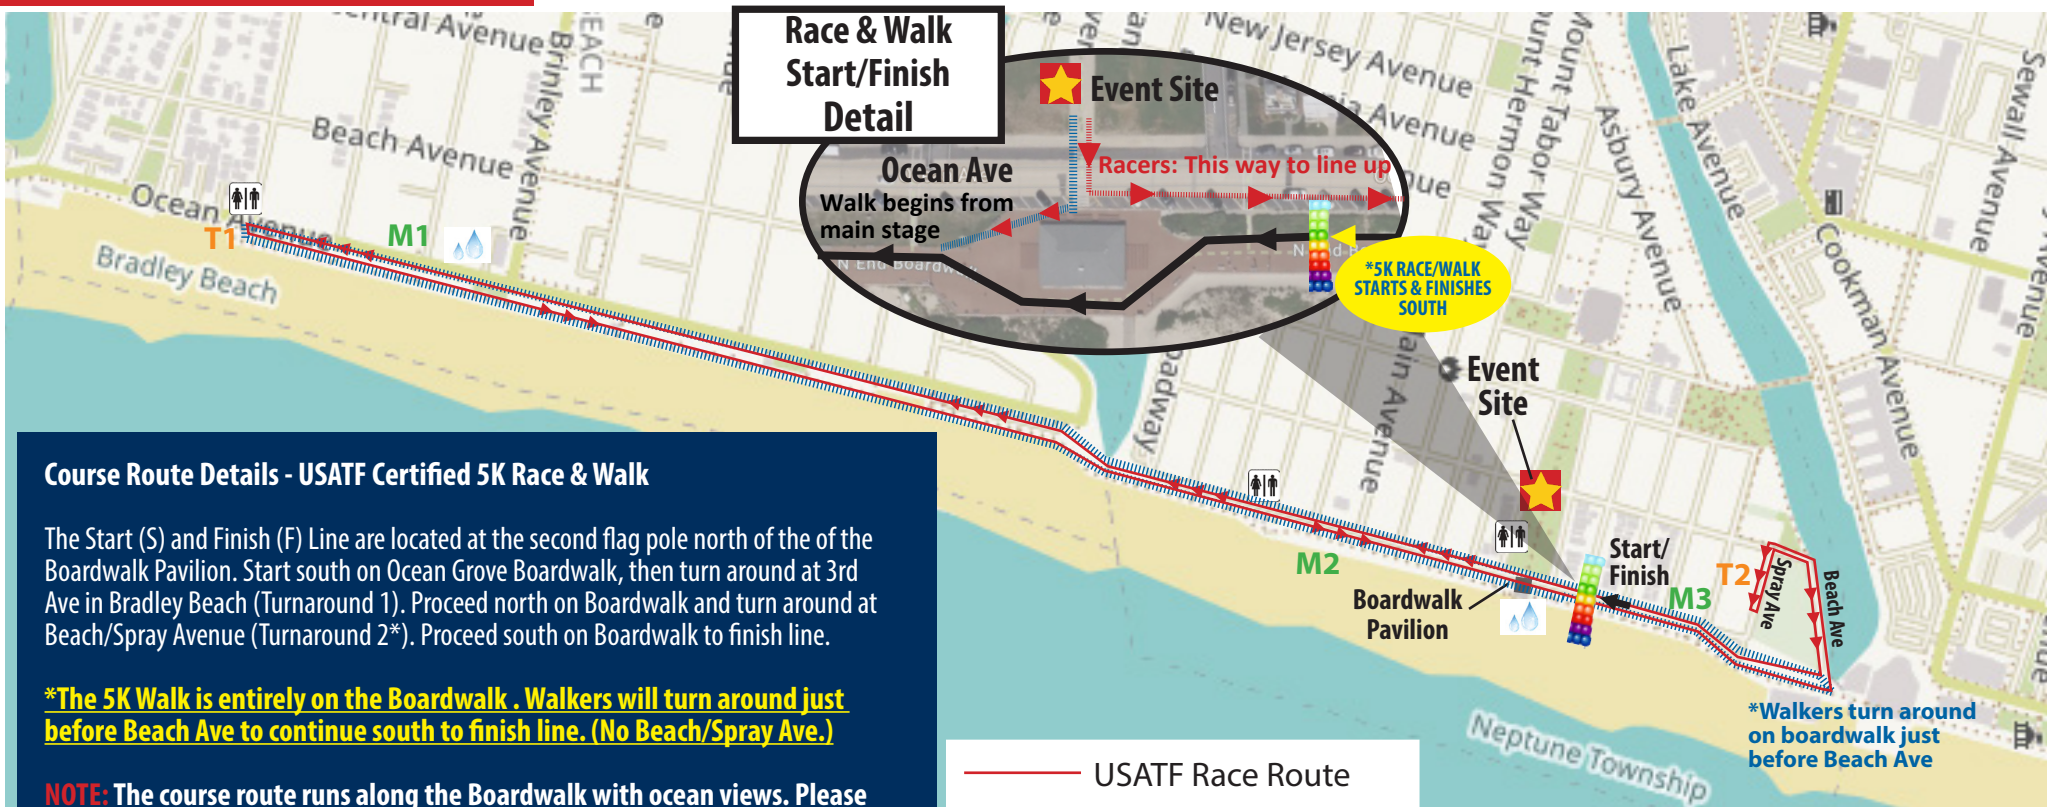 Race & Walk
Start/Finish
Detail
Event Site
Racers: This way to line up
Ocean Ave
Walk begins from
main stage
N End Boardwalk
*5K RACE/WALK
STARTS & FINISHES
SOUTH
Central Avenue
Brinley Avenue
BEACH
Beach Avenue
Ocean Avenue
T1
M1
Bradley Beach
New Jersey Avenue
Avenue
Mount Hermon Way
Mount Tabor Way
Asbury Avenue
Lake Avenue
Cookman Avenue
Sewall Avenue
Event
Site
Start/
Finish
M2
Boardwalk
Pavilion
M3
T2
Spray Ave
Beach Ave
*Walkers turn around
on boardwalk just
before Beach Ave
Neptune Township
Course Route Details - USATF Certified 5K Race & Walk
The Start (S) and Finish (F) Line are located at the second flag pole north of the of the
Boardwalk Pavilion. Start south on Ocean Grove Boardwalk, then turn around at 3rd
Ave in Bradley Beach (Turnaround 1). Proceed north on Boardwalk and turn around at
Beach/Spray Avenue (Turnaround 2*). Proceed south on Boardwalk to finish line.
*The 5K Walk is entirely on the Boardwalk . Walkers will turn around just
before Beach Ave to continue south to finish line. (No Beach/Spray Ave.)
NOTE: The course route runs along the Boardwalk with ocean views. Please
USATF Race Route